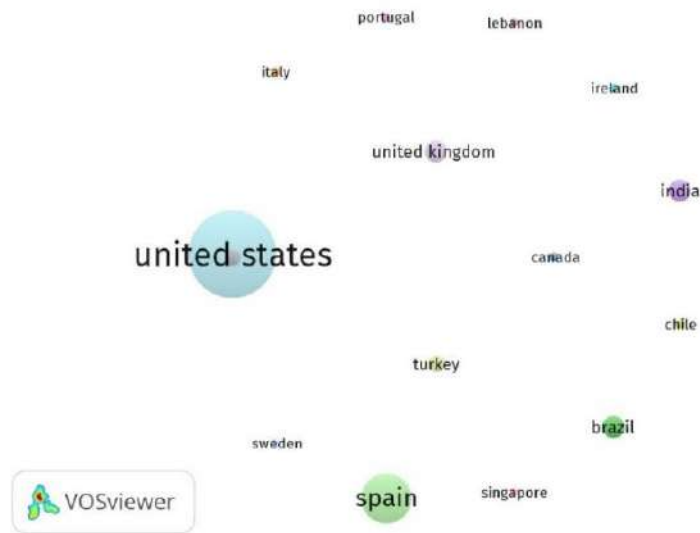 portugal
lebanon
italy
ireland
united kingdom
india
united states
canada
chile
turkey
brazil
sweden
spain
singapore
VOSviewer